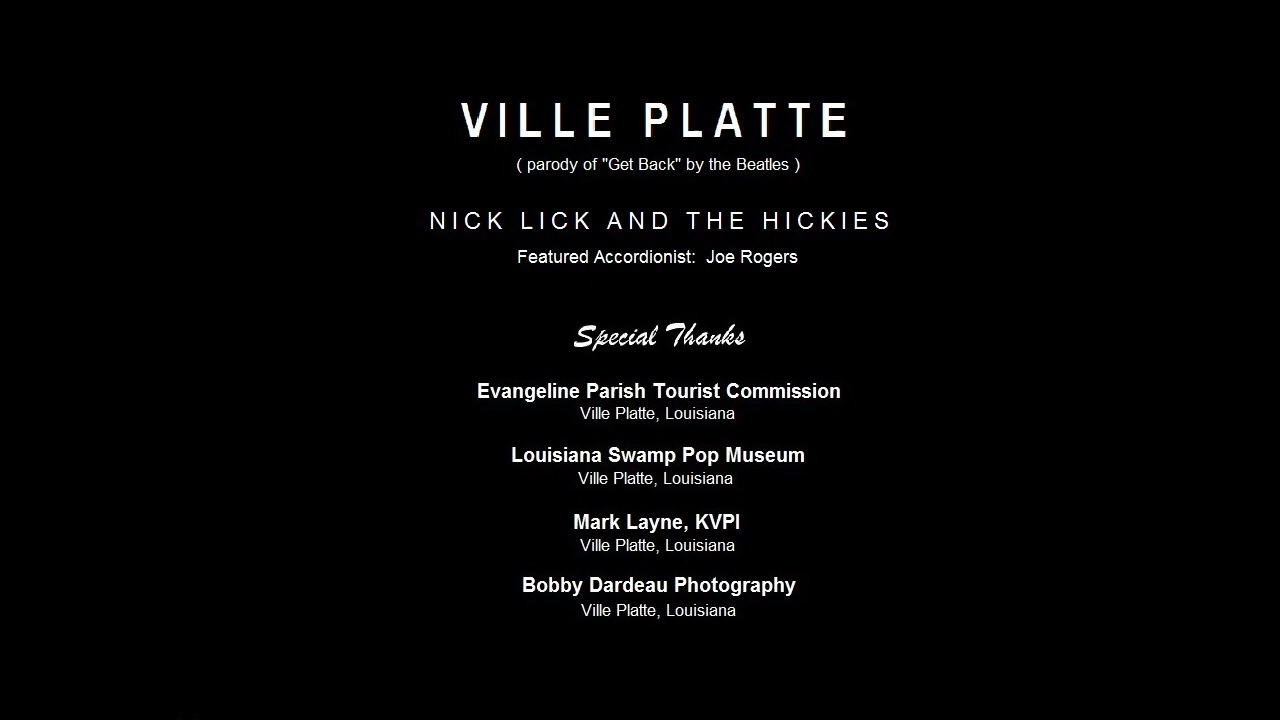 VILLE PLATTE
( parody of "Get Back" by the Beatles )
NICK LICK AND THE HICKIES
Featured Accordionist:  Joe Rogers
Special Thanks
Evangeline Parish Tourist Commission
Ville Platte, Louisiana
Louisiana Swamp Pop Museum
Ville Platte, Louisiana
Mark Layne, KVPI
Ville Platte, Louisiana
Bobby Dardeau Photography
Ville Platte, Louisiana